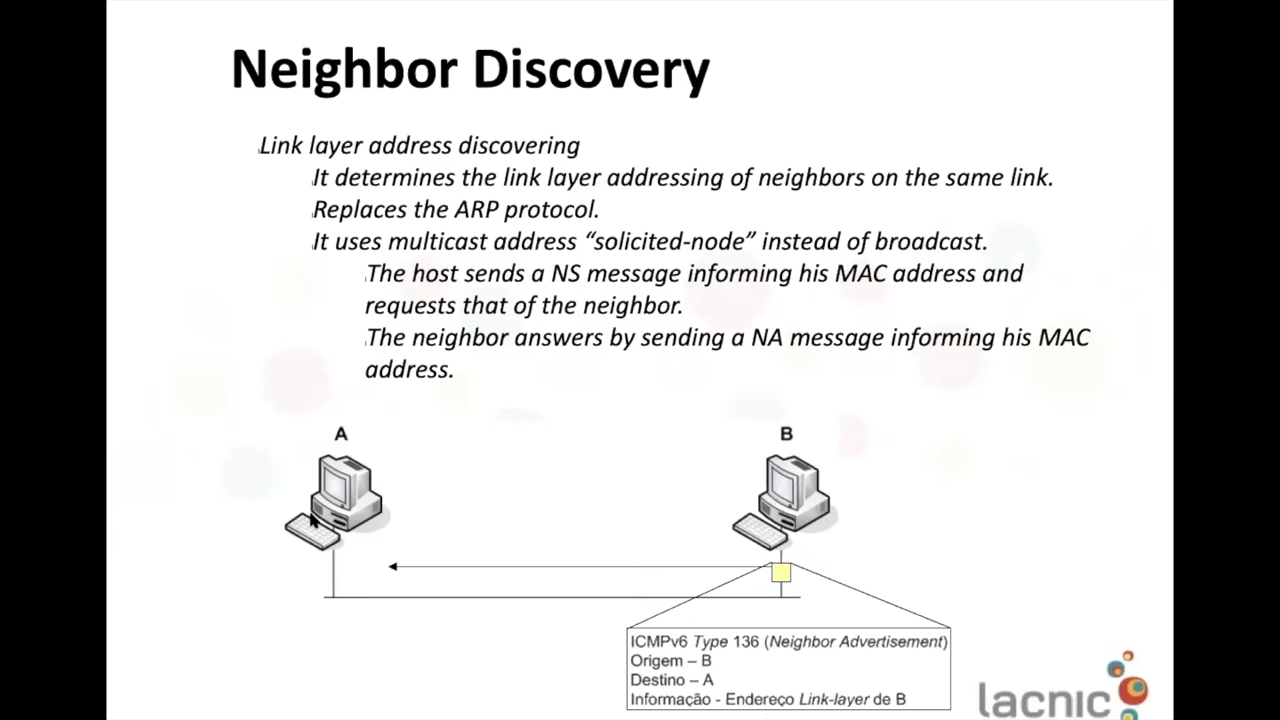 Neighbor Discovery
Link layer address discovering
It determines the link layer addressing of neighbors on the same link.
Replaces the ARP protocol.
It uses multicast address “solicited-node” instead of broadcast.
The host sends a NS message informing his MAC address and
requests that of the neighbor.
The neighbor answers by sending a NA message informing his MAC
address.
A
B
ICMPv6 Type 136 (Neighbor Advertisement)
Origem – B
Destino – A
Informação - Endereço Link-layer de B
lacnic